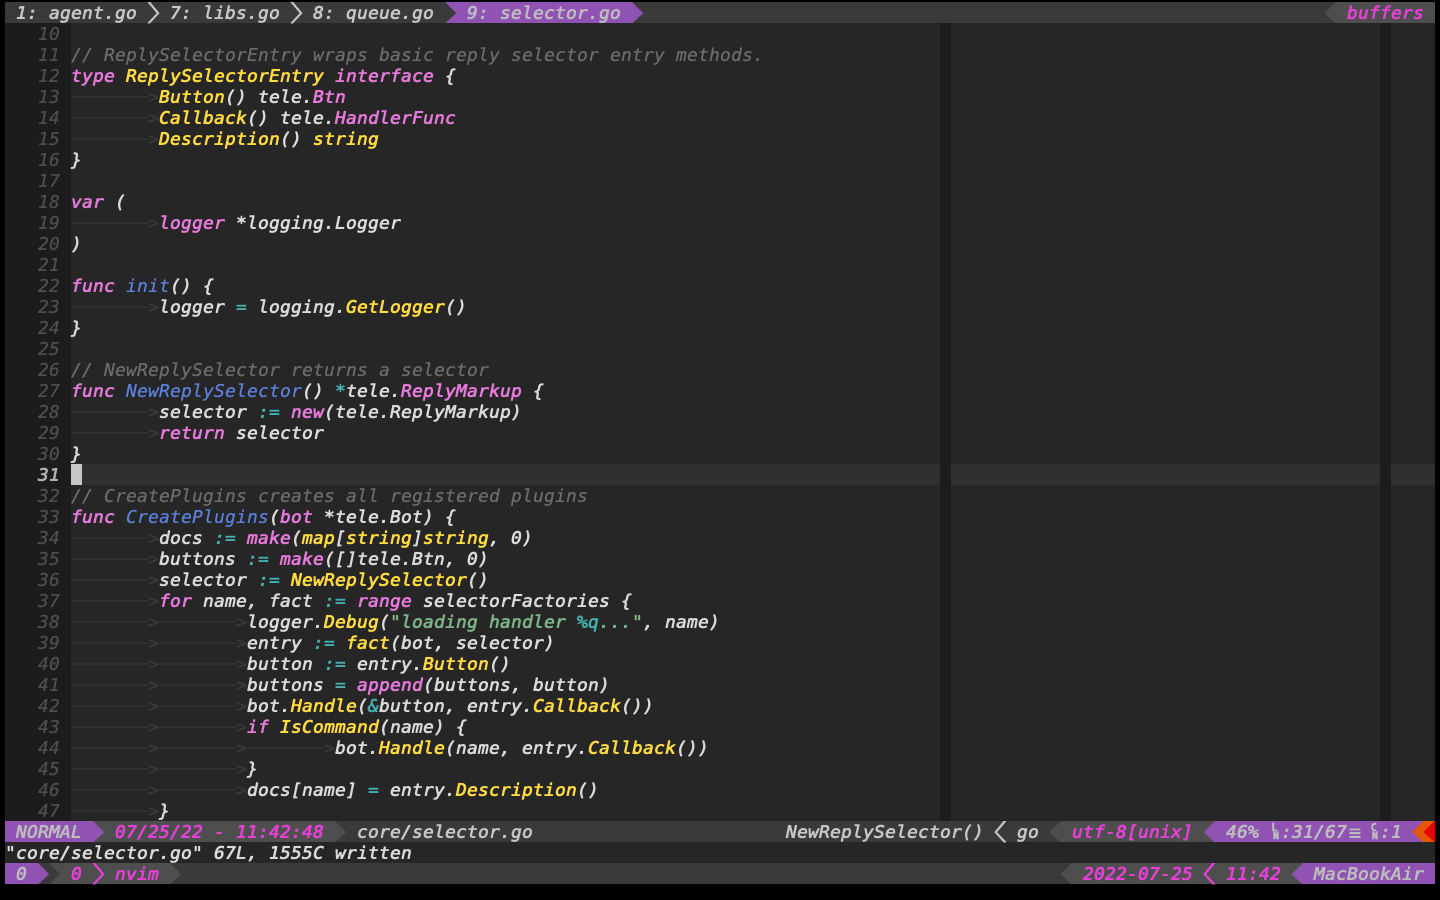 1: agent.go 7: libs.go 8: queue.go 9: selector.go buffers
10
11 // ReplySelectorEntry wraps basic reply selector entry methods.
12 type ReplySelectorEntry interface {
13 Button() tele.Btn
14 Callback() tele.HandlerFunc
15 Description() string
16 }
17
18 var (
19 logger *logging.Logger
20 )
21
22 func init() {
23 logger = logging.GetLogger()
24 }
25
26 // NewReplySelector returns a selector
27 func NewReplySelector() *tele.ReplyMarkup {
28 selector := new(tele.ReplyMarkup)
29 return selector
30 }
31
32 // CreatePlugins creates all registered plugins
33 func CreatePlugins(bot *tele.Bot) {
34 docs := make(map[string]string, 0)
35 buttons := make([]tele.Btn, 0)
36 selector := NewReplySelector()
37 for name, fact := range selectorFactories {
38 logger.Debug("loading handler %q...", name)
39 entry := fact(bot, selector)
40 button := entry.Button()
41 buttons = append(buttons, button)
42 bot.Handle(&button, entry.Callback())
43 if IsCommand(name) {
44 bot.Handle(name, entry.Callback())
45 }
46 docs[name] = entry.Description()
47 }
NORMAL 07/25/22 - 11:42:48 core/selector.go NewReplySelector() go utf-8[unix] 46% :31/67≡ :1
"core/selector.go" 67L, 1555C written
0 0 nvim 2022-07-25 11:42 MacBookAir